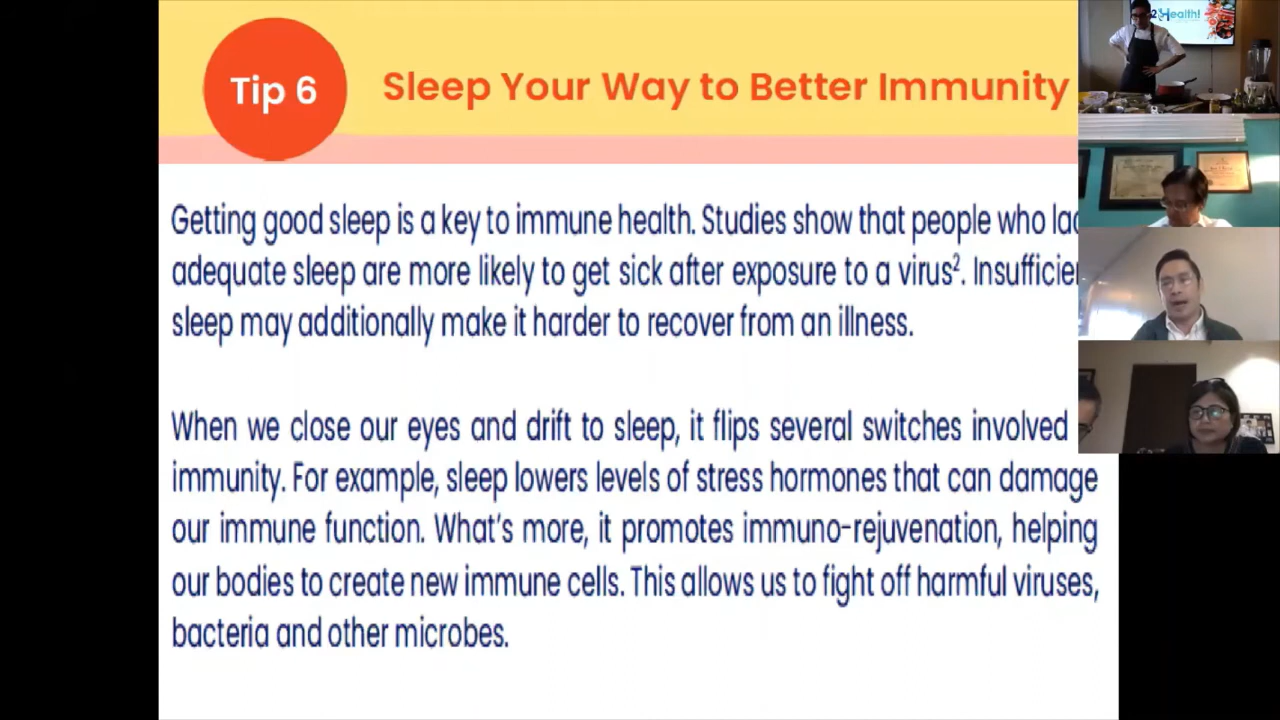 Tip 6
Sleep Your Way to Better Immunity
Getting good sleep is a key to immune health. Studies show that people who
adequate sleep are more likely to get sick after exposure to a virus². 
sleep may additionally make it harder to recover from an illness.
When we close our eyes and drift to sleep, it flips several switches involved
immunity. For example, sleep lowers levels of stress hormones that can damage
our immune function. What's more, it promotes immuno-rejuvenation, helping
our bodies to create new immune cells. This allows us to fight off harmful viruses,
bacteria and other microbes.